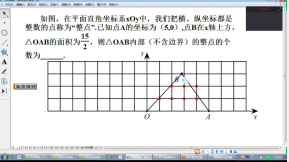 如图，在平面直角坐标系xOy中，我们把横、纵坐标都是
整数的点称为“整点”.已知点A的坐标为（5,0）,点B在x轴上方，
△OAB的面积为15/2，则△OAB内部（不含边界）的整点的个
数为______.
y
B
O A x